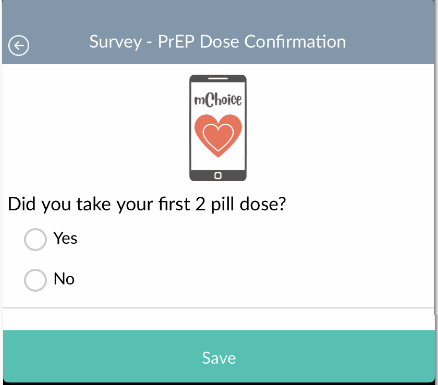 Survey - PrEP Dose Confirmation
mChoice
Did you take your first 2 pill dose?
Yes
No
Save